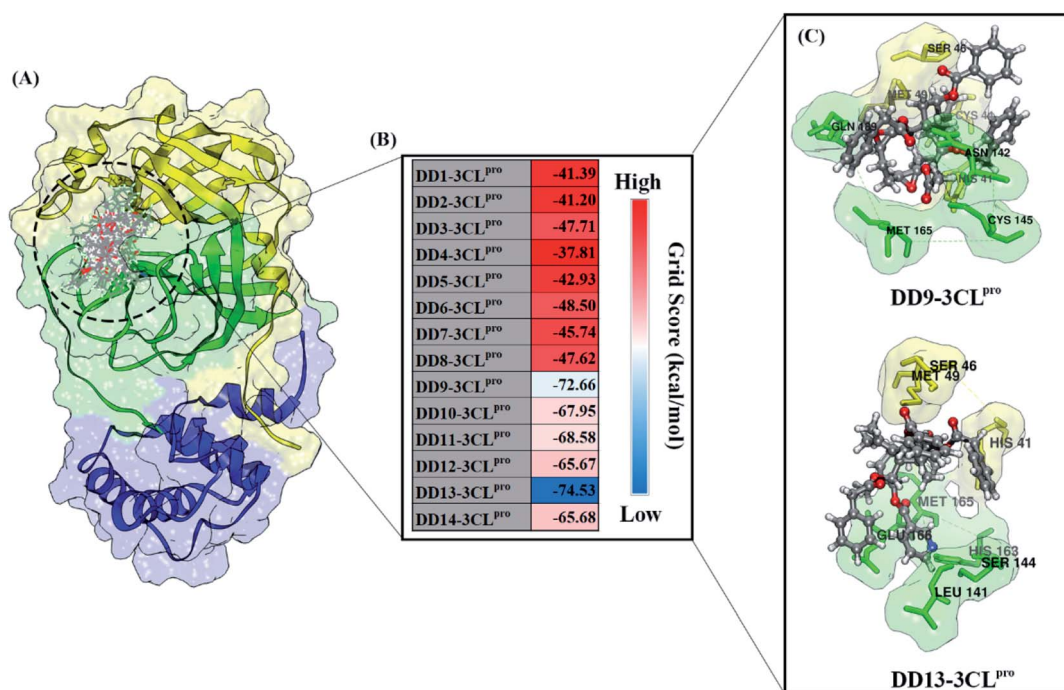 (A)
(B)
DD1-3CLpro -41.39
DD2-3CLpro -41.20
DD3-3CLpro -47.71
DD4-3CLpro -37.81
DD5-3CLpro -42.93
DD6-3CLpro -48.50
DD7-3CLpro -45.74
DD8-3CLpro -47.62
DD9-3CLpro -72.66
DD10-3CLpro -67.95
DD11-3CLpro -68.58
DD12-3CLpro -65.67
DD13-3CLpro -74.53
DD14-3CLpro -65.68
High
Grid Score (kcal/mol)
Low
(C)
SER 46
MET 49
GLN 189
ASN 142
HIS 41
CYS 145
MET 165
DD9-3CLpro
SER 46
MET 49
HIS 41
MET 165
GLU 166
HIS 163
SER 144
LEU 141
DD13-3CLpro